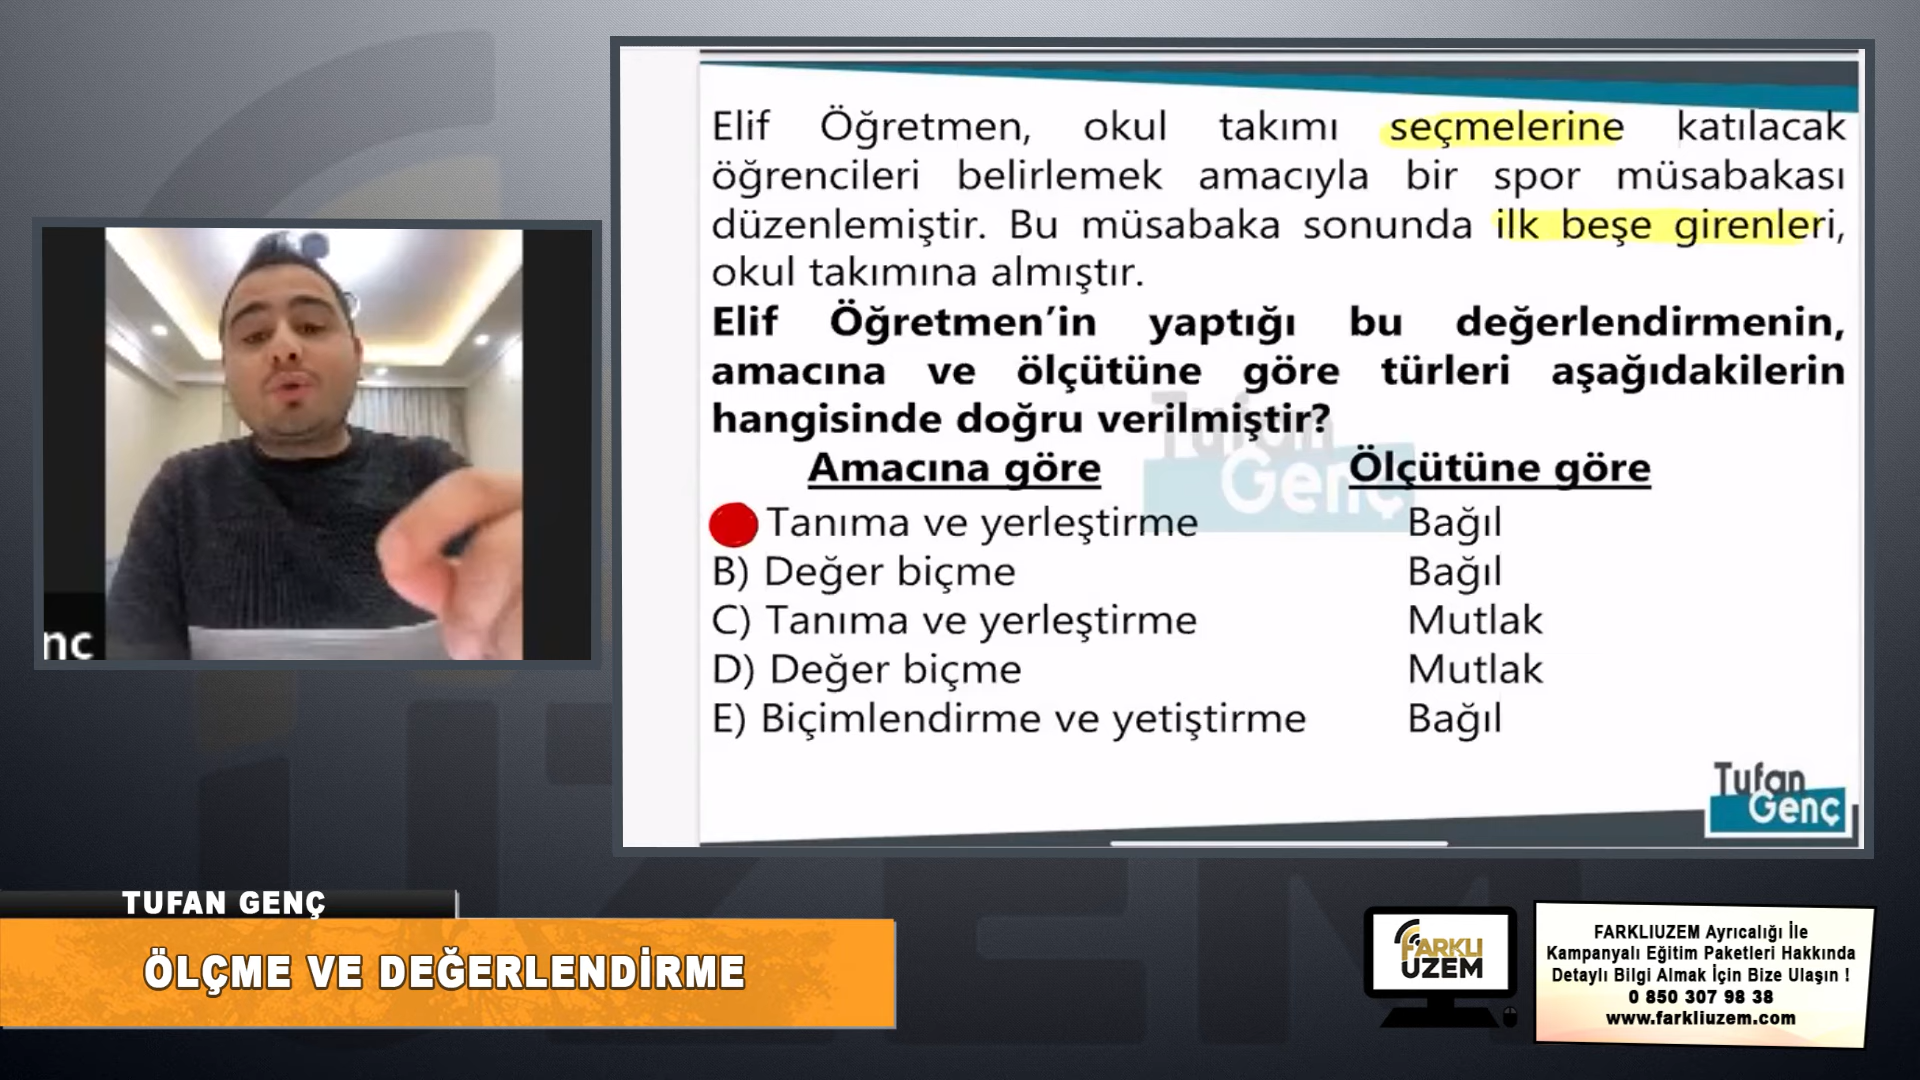 Elif Öğretmen, okul takımı seçmelerine katılacak
öğrencileri belirlemek amacıyla bir spor müsabakası
düzenlemiştir. Bu müsabaka sonunda ilk beşe girenleri,
okul takımına almıştır.
Elif Öğretmen’in yaptığı bu değerlendirmenin,
amacına ve ölçütüne göre türleri aşağıdakilerin
hangisinde doğru verilmiştir?
Amacına göre Ölçütüne göre
Tanıma ve yerleştirme Bağıl
B) Değer biçme Bağıl
C) Tanıma ve yerleştirme Mutlak
D) Değer biçme Mutlak
E) Biçimlendirme ve yetiştirme Bağıl
Tufan
Genç
Tufan
Genç
nç
TUFAN GENÇ
ÖLÇME VE DEĞERLENDİRME
FARKLI
UZEM
FARKLIUZEM Ayrıcalığı İle
Kampanyalı Eğitim Paketleri Hakkında
Detaylı Bilgi Almak İçin Bize Ulaşın !
0 850 307 98 38
www.farkliuzem.com